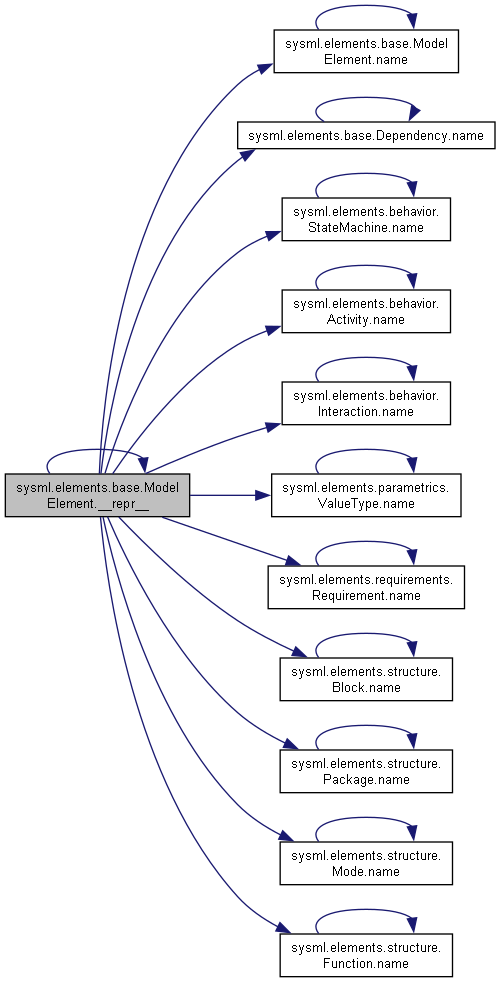 sysml.elements.base.Model
Element.name
sysml.elements.base.Dependency.name
sysml.elements.behavior.
StateMachine.name
sysml.elements.behavior.
Activity.name
sysml.elements.behavior.
Interaction.name
sysml.elements.base.Model
Element.__repr__
sysml.elements.parametrics.
ValueType.name
sysml.elements.requirements.
Requirement.name
sysml.elements.structure.
Block.name
sysml.elements.structure.
Package.name
sysml.elements.structure.
Mode.name
sysml.elements.structure.
Function.name